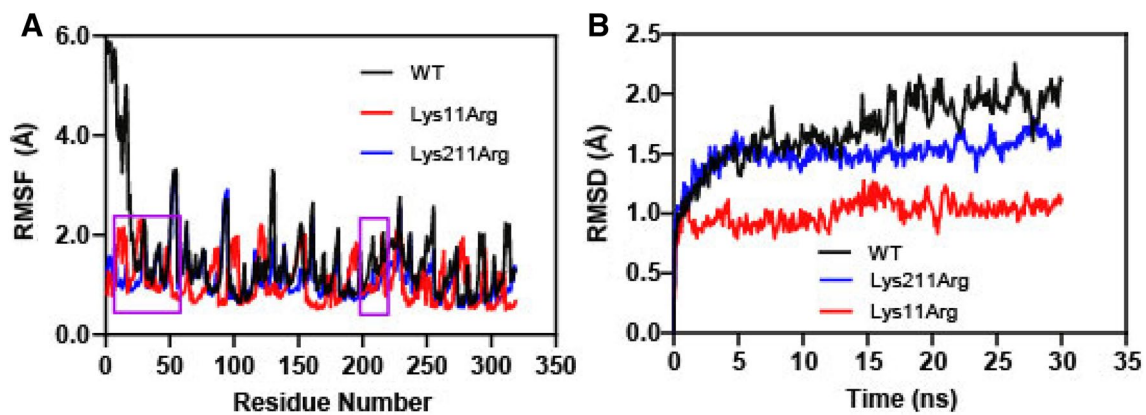 A
RMSF (Å)
6.0
4.0
2.0
0.0
WT
Lys11Arg
Lys211Arg
0 50 100 150 200 250 300 350
Residue Number
B
RMSD (Å)
2.5
2.0
1.5
1.0
0.5
0.0
WT
Lys211Arg
Lys11Arg
0 5 10 15 20 25 30 35
Time (ns)